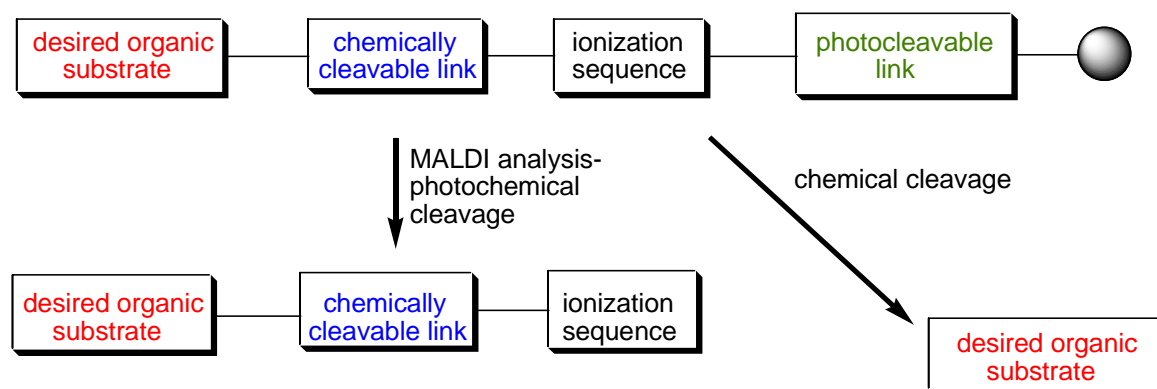 desired organic
substrate
chemically
cleavable link
ionization
sequence
photocleavable
link
MALDI analysis-
photochemical
cleavage
chemical cleavage
desired organic
substrate
chemically
cleavable link
ionization
sequence
desired organic
substrate